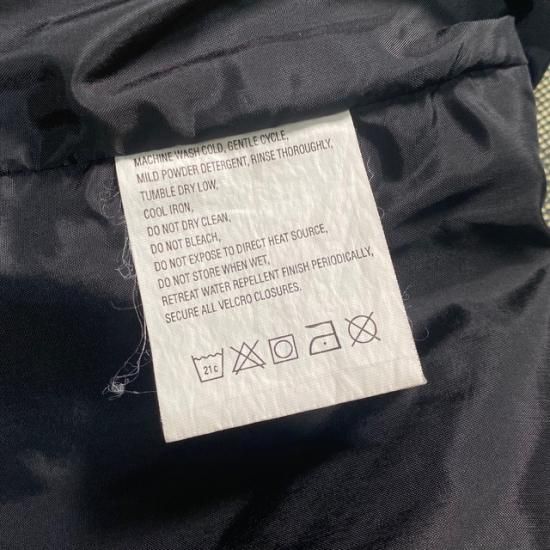 MACHINE WASH COLD, GENTLE CYCLE,
MILD POWDER DETERGENT, RINSE THOROUGHLY,
TUMBLE DRY LOW,
COOL IRON,
DO NOT DRY CLEAN,
DO NOT BLEACH,
DO NOT EXPOSE TO DIRECT HEAT SOURCE,
DO NOT STORE WHEN WET,
RETREAT WATER REPELLENT FINISH PERIODICALLY,
SECURE ALL VELCRO CLOSURES.
21c